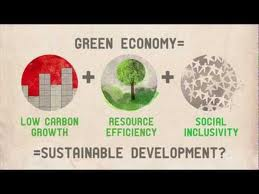 GREEN ECONOMY=
LOW CARBON
GROWTH
+
RESOURCE
EFFICIENCY
+
SOCIAL
INCLUSIVITY
=SUSTAINABLE DEVELOPMENT?